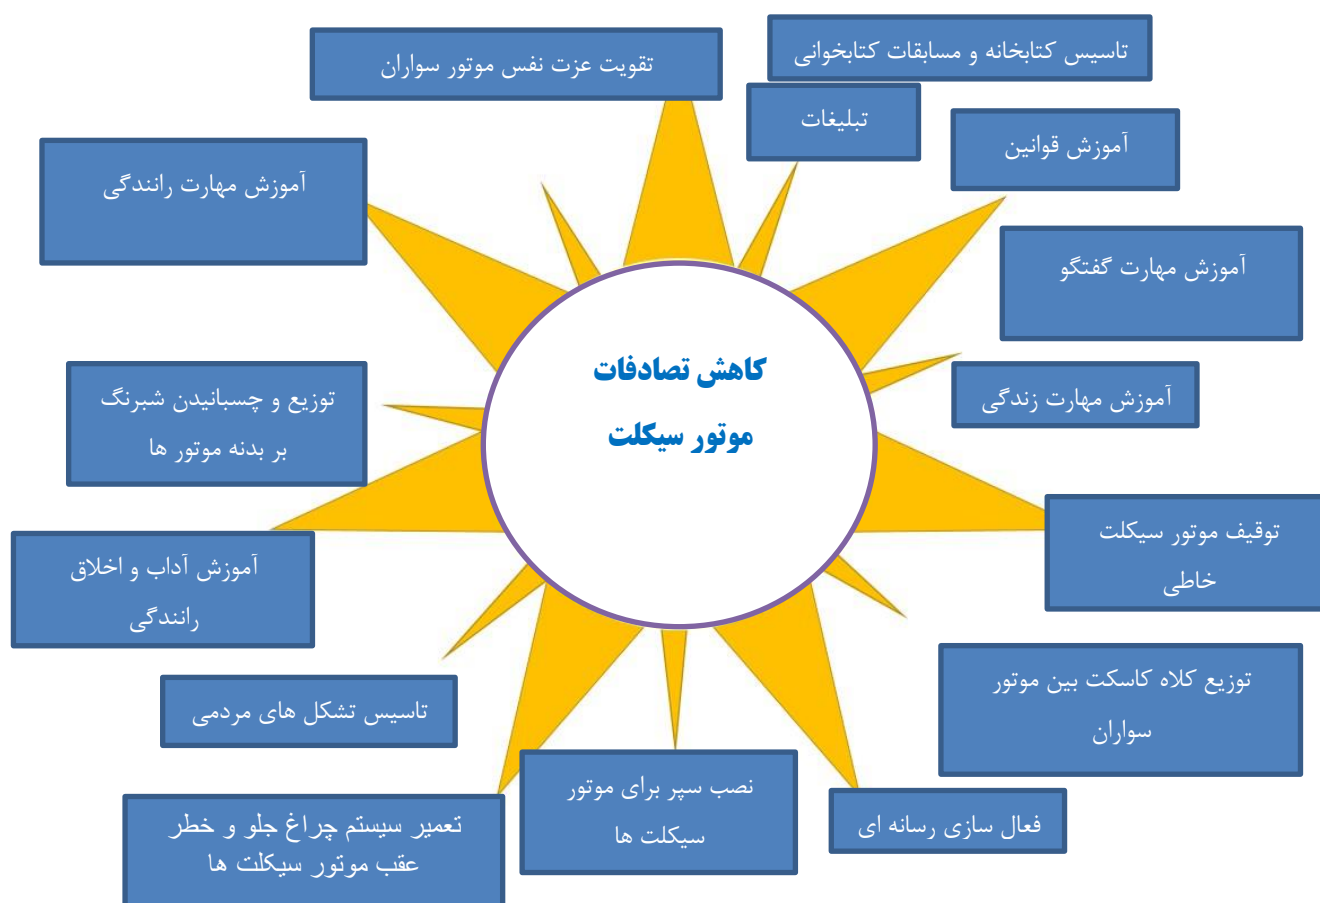 تاسیس کتابخانه و مسابقات کتابخوانی
تقویت عزت نفس موتور سواران
تبلیغات
آموزش قوانین
آموزش مهارت رانندگی
آموزش مهارت گفتگو
کاهش تصادفات
موتور سیکلت
آموزش مهارت زندگی
توزیع و چسبانیدن شبرنگ
بر بدنه موتور ها
توقیف موتور سیکلت
خاطی
آموزش آداب و اخلاق
رانندگی
توزیع کلاه کاسکت بین موتور
سواران
تاسیس تشکل های مردمی
نصب سپر برای موتور
سیکلت ها
فعال سازی رسانه ای
تعمیر سیستم چراغ جلو و خطر
عقب موتور سیکلت ها